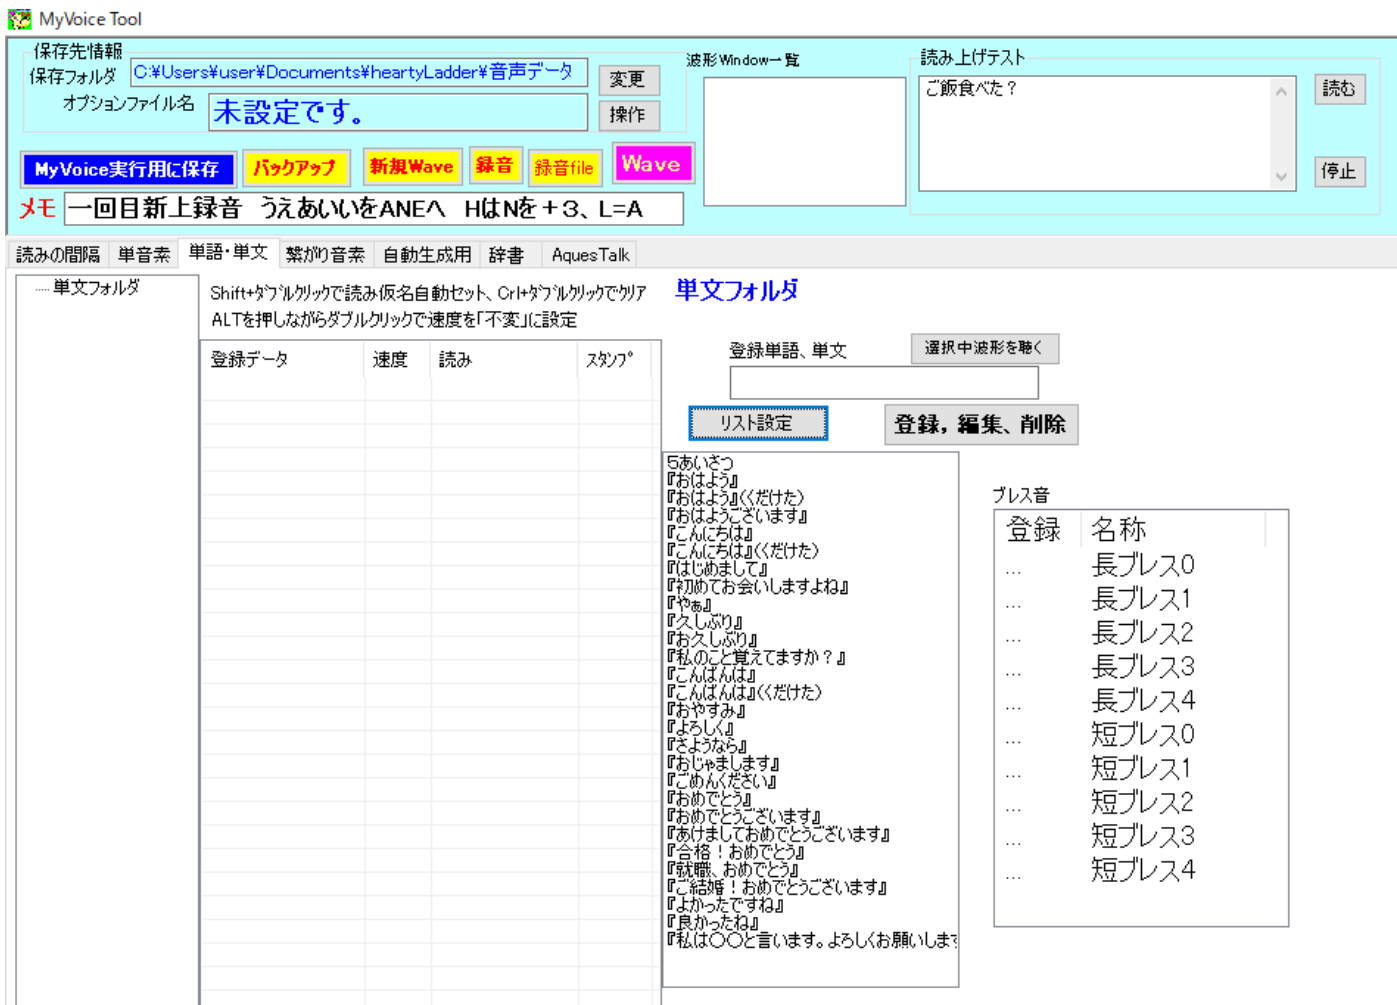 MyVoice Tool
保存先情報
保存フォルダ C:¥Users¥user¥Documents¥heartyLadder¥音声データ 変更
オプションファイル名 未設定です。 操作
MyVoice実行用に保存 バックアップ 新規Wave 録音 録音file Wave
メモ 一回目新上録音 うえあいいをANEへ HはNを+3、L=A
波形Window一覧
読み上げテスト
ご飯食べた?
読む
停止
読みの間隔 単音素 単語・単文 繋がり音素 自動生成用 辞書 AquesTalk
単文フォルダ
Shift+ダブルクリックで読み仮名自動セット、Crl+ダブルクリックでクリア
ALTを押しながらダブルクリックで速度を「不変」に設定
登録データ 速度 読み スタンプ
単文フォルダ
登録単語、単文 選択中波形を聴く
リスト設定 登録，編集、削除
5あいさつ
『おはよう』
『おはよう』(くだけた)
『おはようございます』
『こんにちは』
『こんにちは』(くだけた)
『はじめまして』
『初めてお会いしますよね』
『やぁ』
『久しぶり』
『お久しぶり』
『私のこと覚えてますか？』
『こんばんは』
『こんばんは』(くだけた)
『おやすみ』
『よろしく』
『さようなら』
『おじゃまします』
『ごめんください』
『おめでとう』
『おめでとうございます』
『あけましておめでとうございます』
『合格！おめでとう』
『就職、おめでとう』
『ご結婚！おめでとうございます』
『よかったですね』
『良かったね』
『私は〇〇と言います。よろしくお願いします
ブレス音
登録 名称
... 長ブレス0
... 長ブレス1
... 長ブレス2
... 長ブレス3
... 長ブレス4
... 短ブレス0
... 短ブレス1
... 短ブレス2
... 短ブレス3
... 短ブレス4